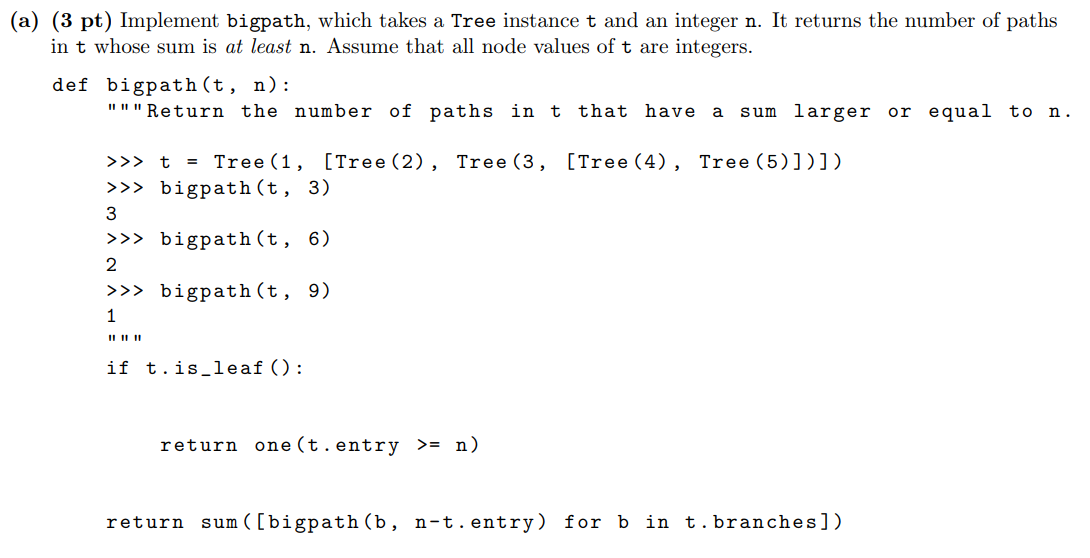 (a) (3 pt) Implement bigpath, which takes a Tree instance t and an integer n. It returns the number of paths
in t whose sum is at least n. Assume that all node values of t are integers.
def bigpath(t, n):
"""Return the number of paths in t that have a sum larger or equal to n.
>>> t = Tree(1, [Tree(2), Tree(3, [Tree(4), Tree(5)])])
>>> bigpath(t, 3)
3
>>> bigpath(t, 6)
2
>>> bigpath(t, 9)
1
"""
if t.is_leaf():
return one(t.entry >= n)
return sum([bigpath(b, n-t.entry) for b in t.branches])